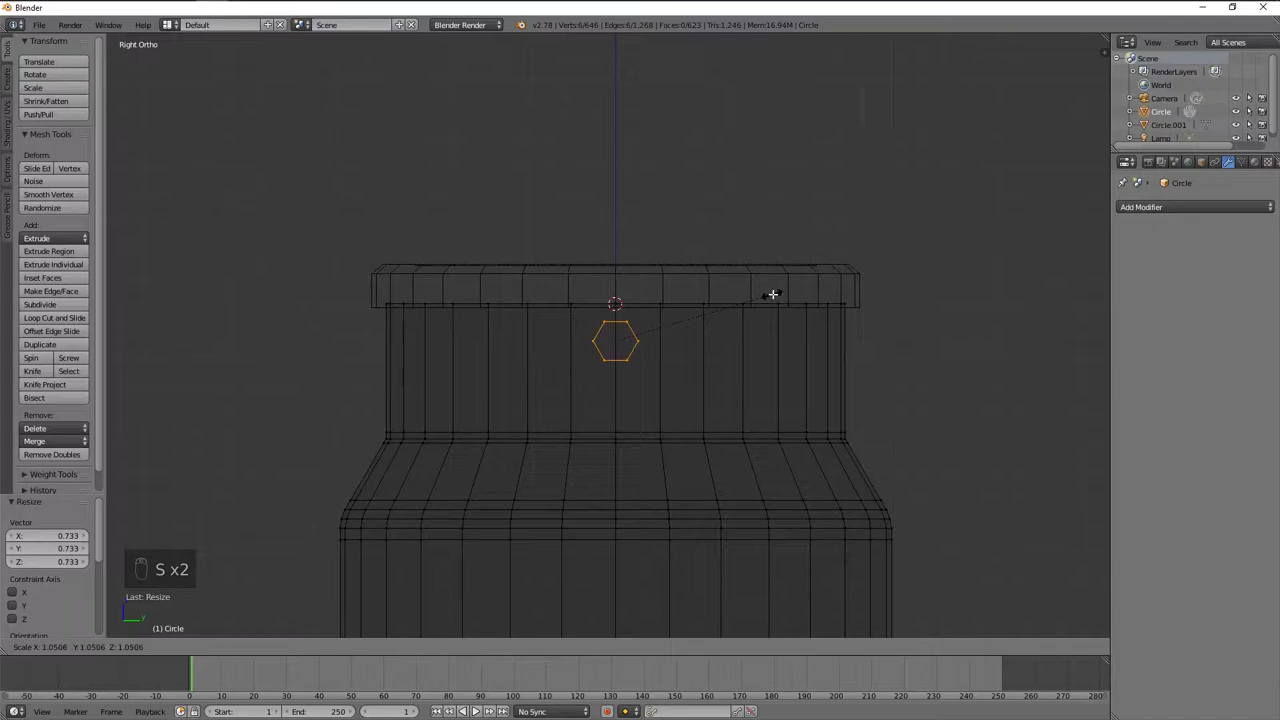 Blender
File Render Window Help Default Scene Blender Render v2.78 | Verts:6/646 | Edges:6/1,268 | Faces:0/623 | Tris:1,246 | Mem:16.94M | Circle
Right Ortho
Tools
Create
Shading / UVs
Options
Grease Pencil
Transform
Translate
Rotate
Scale
Shrink/Fatten
Push/Pull
Mesh Tools
Deform:
Slide Ed Vertex
Noise
Smooth Vertex
Randomize
Add:
Extrude
Extrude Region
Extrude Individual
Inset Faces
Make Edge/Face
Subdivide
Loop Cut and Slide
Offset Edge Slide
Duplicate
Spin Screw
Knife Select
Knife Project
Bisect
Remove:
Delete
Merge
Remove Doubles
Weight Tools
History
Resize
Vector
X: 0.733
Y: 0.733
Z: 0.733
Constraint Axis
X
Y
Z
Orientation
S x2
Last: Resize
y
(1) Circle
Scale X: 1.0506 Y: 1.0506 Z: 1.0506
View Search All Scenes
Scene
RenderLayers
World
Camera
Circle
Circle.001
Lamp
Circle
Add Modifier
-50 -40 -30 -20 -10 0 10 20 30 40 50 60 70 80 90 100 110 120 130 140 150 160 170 180 190 200 210 220 230 240 250 260 270 280
View Marker Frame Playback Start: 1 End: 250 1 No Sync